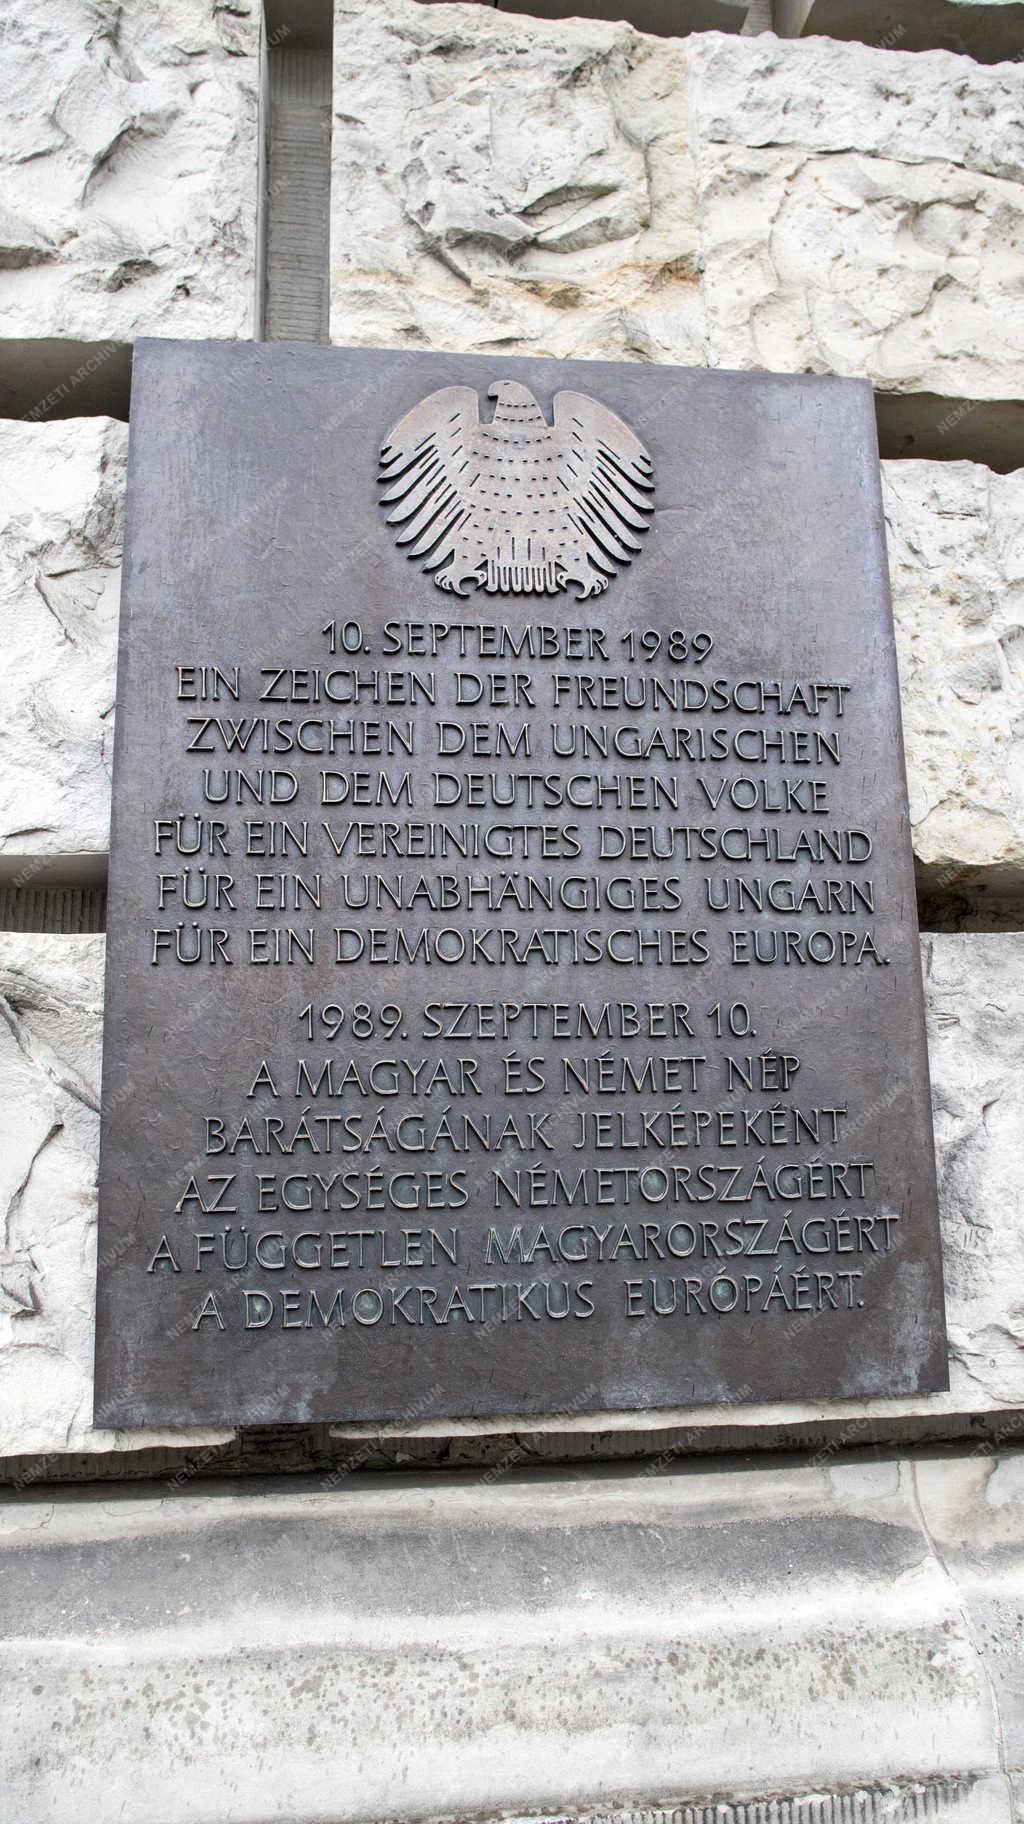 10. SEPTEMBER 1989
EIN ZEICHEN DER FREUNDSCHAFT
ZWISCHEN DEM UNGARISCHEN
UND DEM DEUTSCHEN VOLKE
FÜR EIN VEREINIGTES DEUTSCHLAND
FÜR EIN UNABHÄNGIGES UNGARN
FÜR EIN DEMOKRATISCHES EUROPA.
1989. SZEPTEMBER 10.
A MAGYAR ÉS NÉMET NÉP
BARÁTSÁGÁNAK JELKÉPEKÉNT
AZ EGYSÉGES NÉMETORSZÁGÉRT
A FÜGGETLEN MAGYARORSZÁGÉRT
A DEMOKRATIKUS EURÓPÁÉRT.
NEMZETI ARCHIVUM